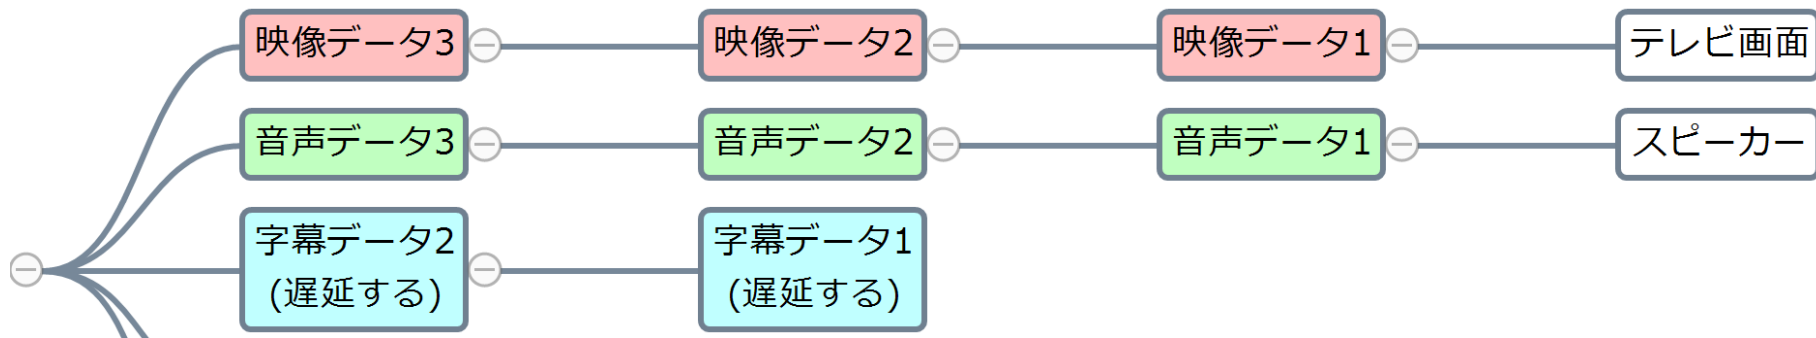 映像データ3
映像データ2
映像データ1
テレビ画面
音声データ3
音声データ2
音声データ1
スピーカー
字幕データ2
(遅延する)
字幕データ1
(遅延する)